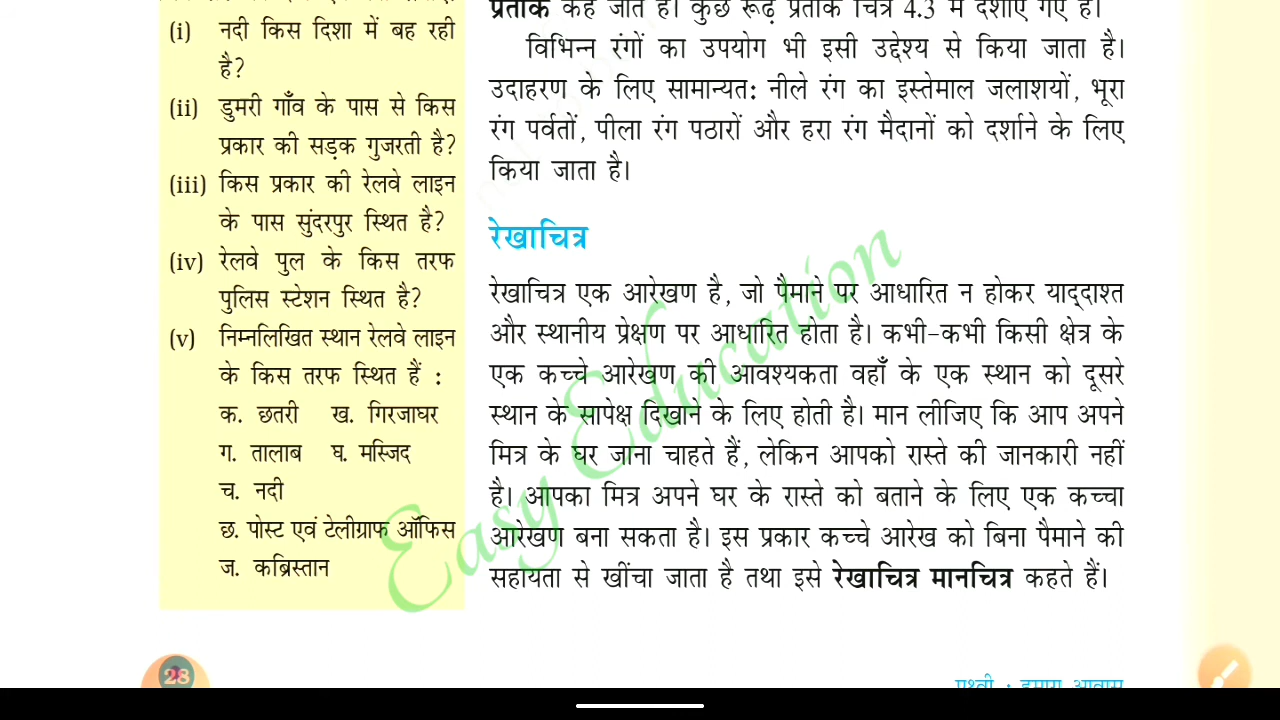 (i) नदी किस दिशा में बह रही
है?
(ii) डुमरी गाँव के पास से किस
प्रकार की सड़क गुजरती है?
(iii) किस प्रकार की रेलवे लाइन
के पास सुंदरपुर स्थित है?
(iv) रेलवे पुल के किस तरफ
पुलिस स्टेशन स्थित है?
(v) निम्नलिखित स्थान रेलवे लाइन
के किस तरफ स्थित हैं :
क. छतरी ख. गिरजाघर
ग. तालाब घ. मस्जिद
च. नदी
छ. पोस्ट एवं टेलीग्राफ ऑफिस
ज. कब्रिस्तान
प्रतीक कहे जाते हैं। कुछ रूढ़ प्रतीक चित्र 4.3 में दर्शाए गए हैं।
विभिन्न रंगों का उपयोग भी इसी उद्देश्य से किया जाता है।
उदाहरण के लिए सामान्यतः नीले रंग का इस्तेमाल जलाशयों, भूरा
रंग पर्वतों, पीला रंग पठारों और हरा रंग मैदानों को दर्शाने के लिए
किया जाता है।
रेखाचित्र
रेखाचित्र एक आरेखण है, जो पैमाने पर आधारित न होकर याद्दाश्त
और स्थानीय प्रेक्षण पर आधारित होता है। कभी-कभी किसी क्षेत्र के
एक कच्चे आरेखण की आवश्यकता वहाँ के एक स्थान को दूसरे
स्थान के सापेक्ष दिखाने के लिए होती है। मान लीजिए कि आप अपने
मित्र के घर जाना चाहते हैं, लेकिन आपको रास्ते की जानकारी नहीं
है। आपका मित्र अपने घर के रास्ते को बताने के लिए एक कच्चा
आरेखण बना सकता है। इस प्रकार कच्चे आरेख को बिना पैमाने की
सहायता से खींचा जाता है तथा इसे रेखाचित्र मानचित्र कहते हैं।
Easy Education
28
पृथ्वी : हमारा आवास